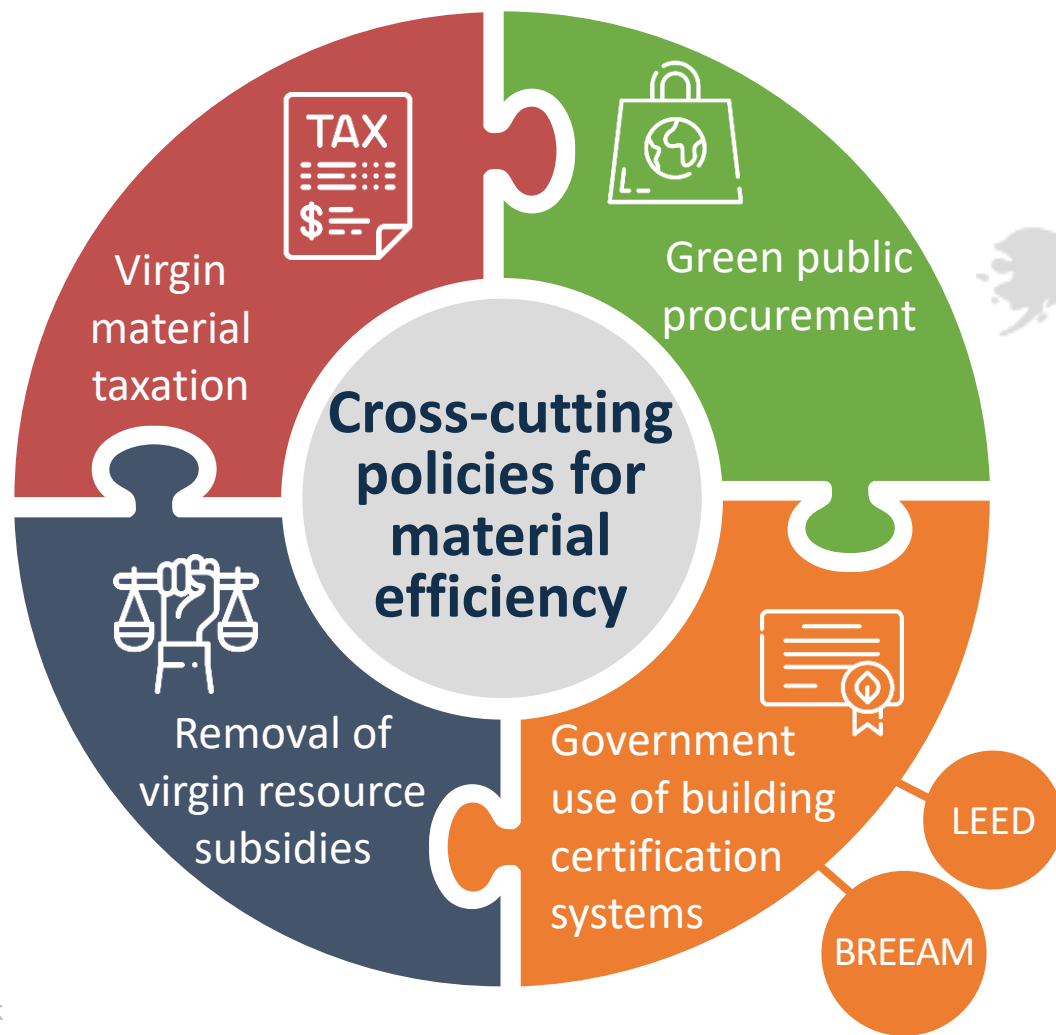 TAX
$
Virgin
material
taxation
Green public
procurement
Cross-cutting
policies for
material
efficiency
Removal of
virgin resource
subsidies
Government
use of building
certification
systems
LEED
BREEAM